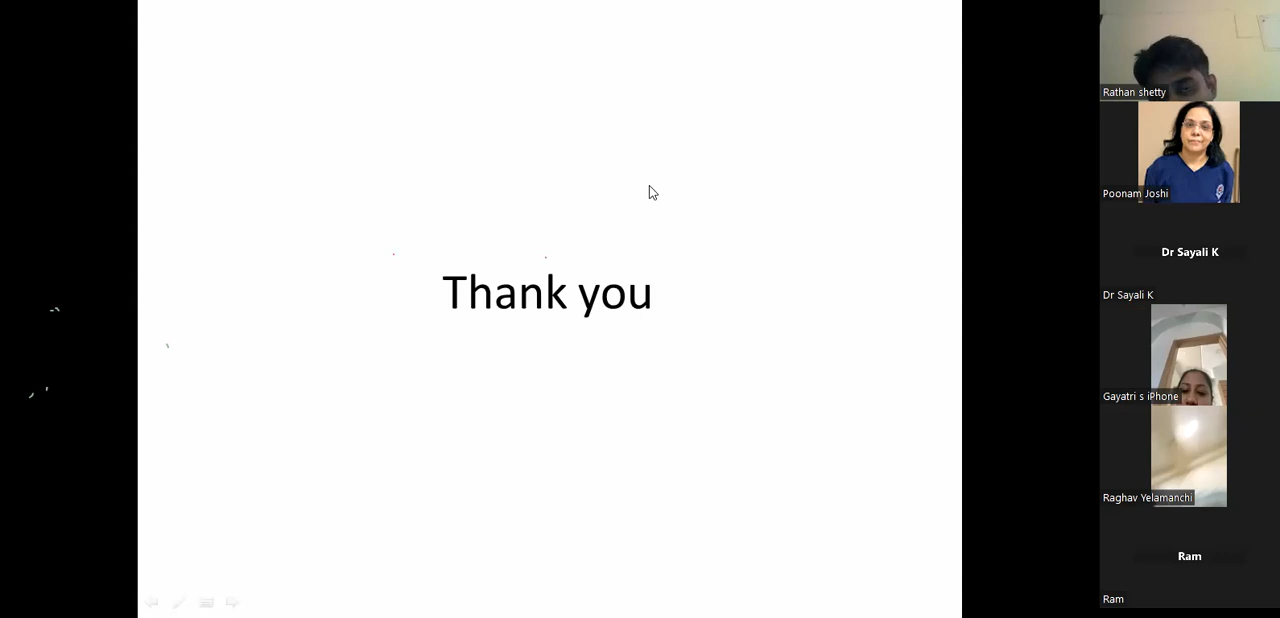 Thank you
Rathan shetty
Poonam Joshi
Dr Sayali K
Dr Sayali K
Gayatri s iPhone
Raghav Yelamanchi
Ram
Ram